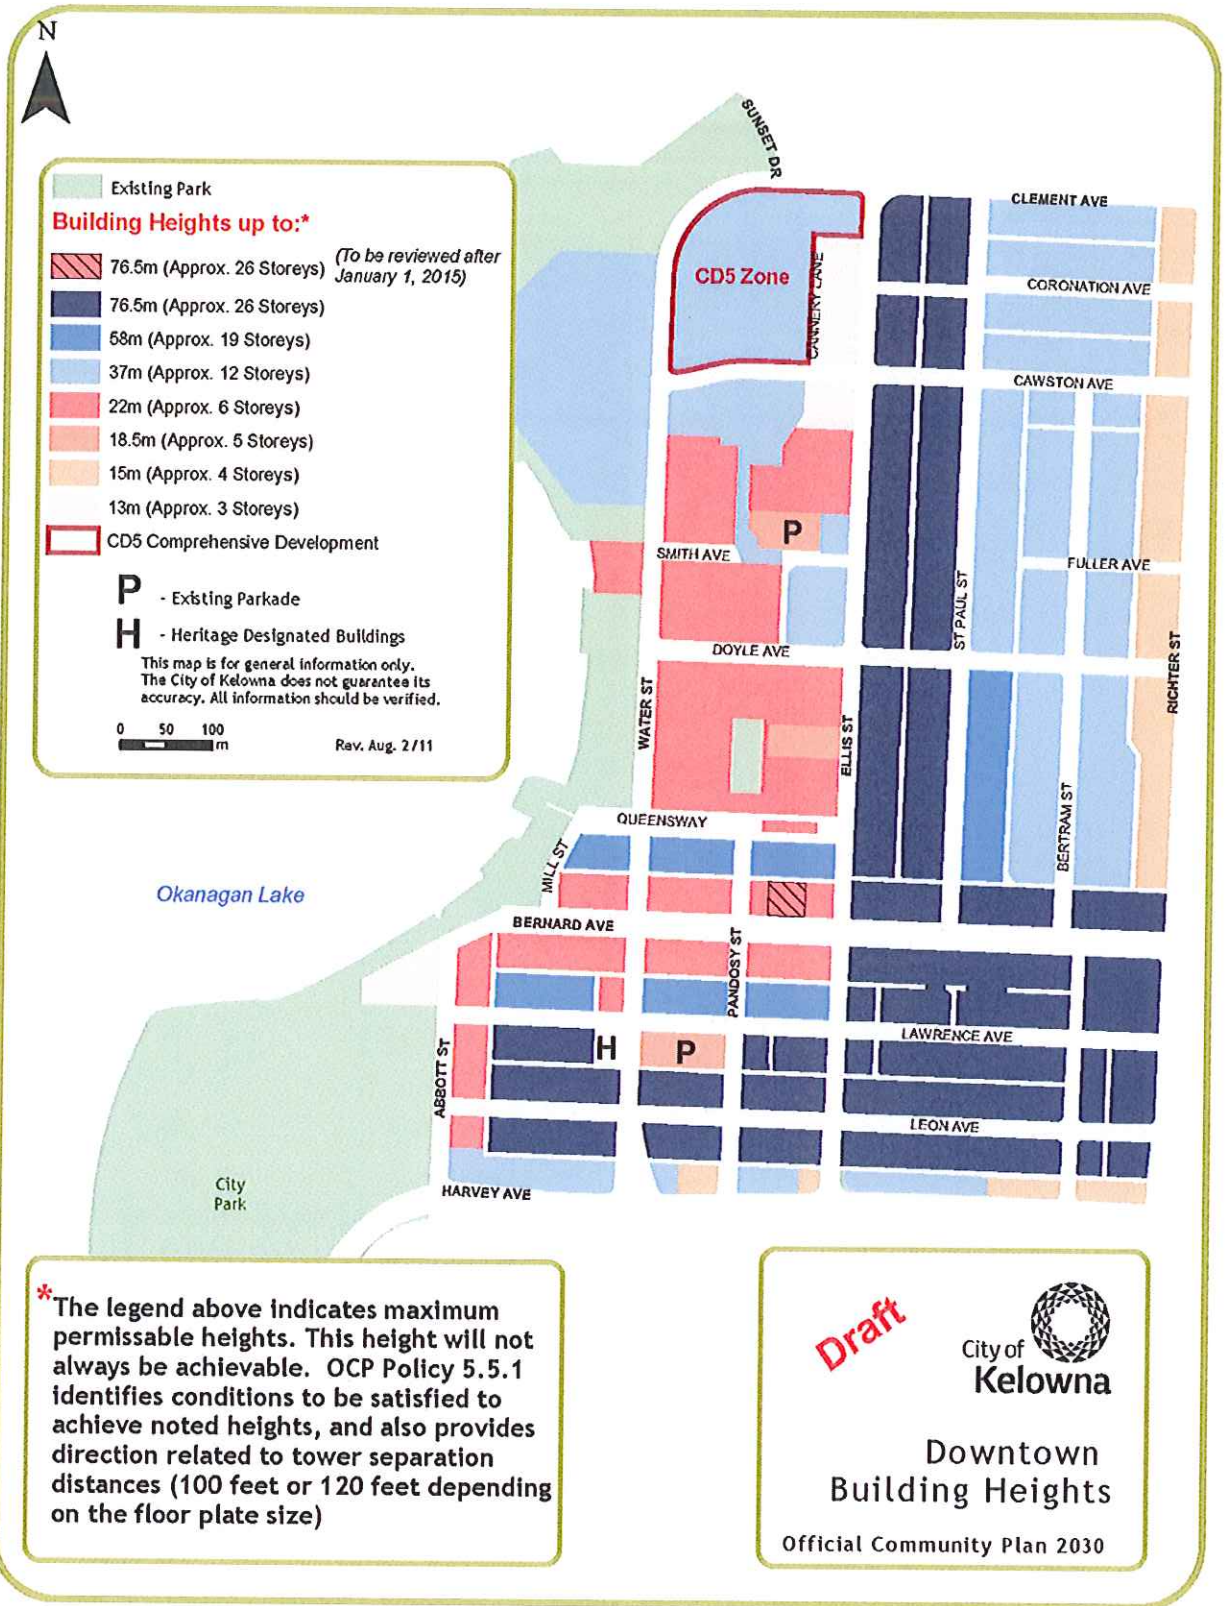 N
Existing Park
Building Heights up to:*
76.5m (Approx. 26 Storeys)
(To be reviewed after
January 1, 2015)
76.5m (Approx. 26 Storeys)
58m (Approx. 19 Storeys)
37m (Approx. 12 Storeys)
22m (Approx. 6 Storeys)
18.5m (Approx. 5 Storeys)
15m (Approx. 4 Storeys)
13m (Approx. 3 Storeys)
CD5 Comprehensive Development
P - Existing Parkade
H - Heritage Designated Buildings
This map is for general information only.
The City of Kelowna does not guarantee its
accuracy. All information should be verified.
0 50 100
m
Rev. Aug. 2/11
SUNSET DR
CLEMENT AVE
CD5 Zone
CANNERY LANE
CORONATION AVE
CAWSTON AVE
P
SMITH AVE
FULLER AVE
ST PAUL ST
DOYLE AVE
RICHTER ST
WATER ST
ELLIS ST
BERTRAM ST
QUEENSWAY
MILL ST
Okanagan Lake
BERNARD AVE
PANDOSY ST
LAWRENCE AVE
H
P
ABBOTT ST
LEON AVE
City
Park
HARVEY AVE
*The legend above indicates maximum
permissable heights. This height will not
always be achievable. OCP Policy 5.5.1
identifies conditions to be satisfied to
achieve noted heights, and also provides
direction related to tower separation
distances (100 feet or 120 feet depending
on the floor plate size)
Draft
City of
Kelowna
Downtown
Building Heights
Official Community Plan 2030